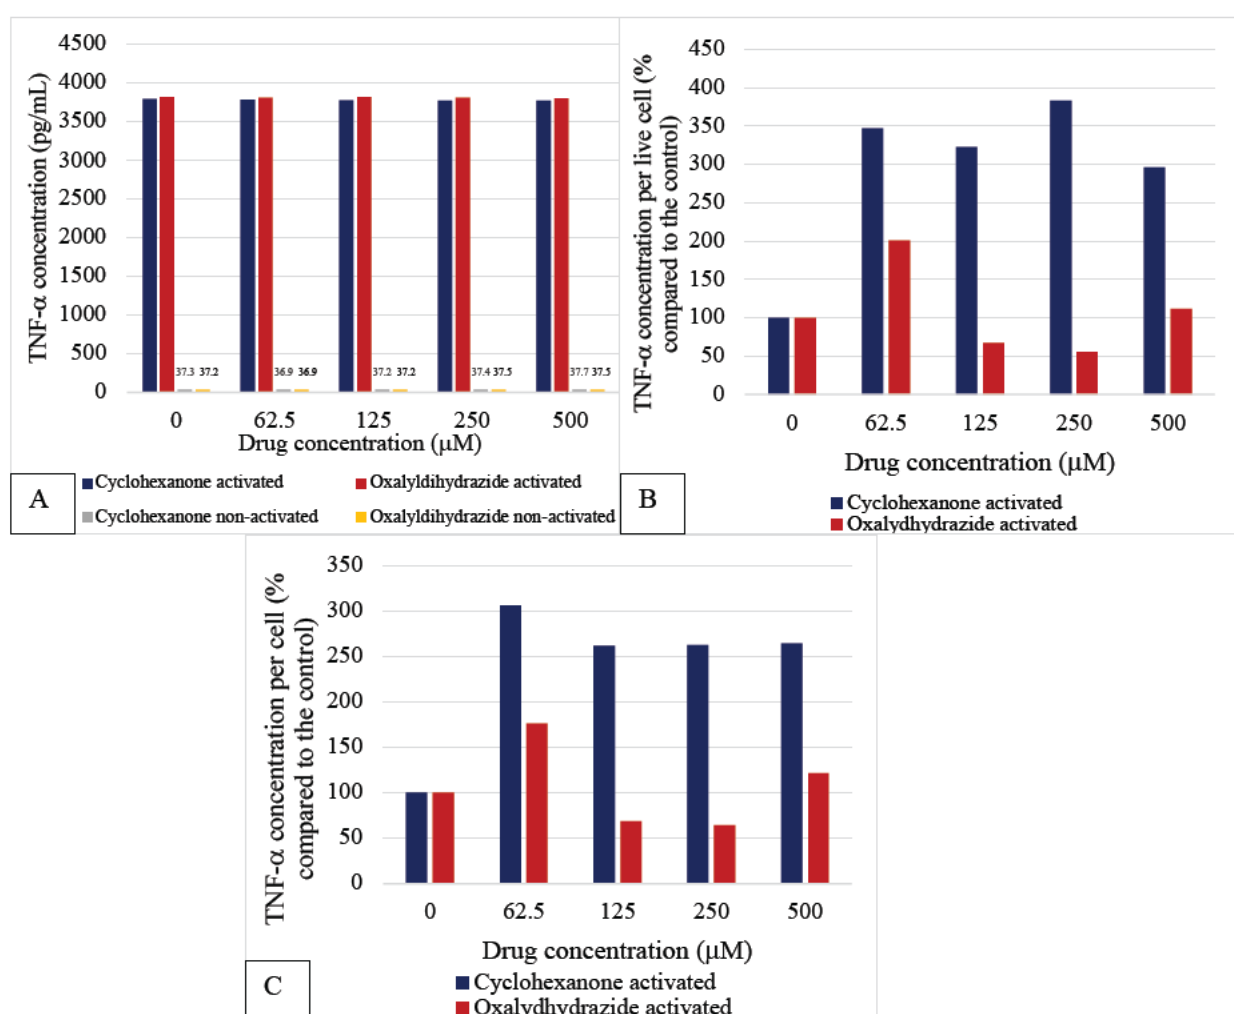 TNF-α concentration (pg/mL)
4500
4000
3500
3000
2500
2000
1500
1000
500
0
37.3 37.2 36.9 36.9 37.2 37.2 37.4 37.5 37.7 37.5
0 62.5 125 250 500
Drug concentration (µM)
Cyclohexanone activated Oxalyldihydrazide activated
Cyclohexanone non-activated Oxalyldihydrazide non-activated
A
TNF-α concentration per live cell (%
compared to the control)
450
400
350
300
250
200
150
100
50
0
0 62.5 125 250 500
Drug concentration (µM)
Cyclohexanone activated
Oxalydhydrazide activated
B
TNF-α concentration per cell (%
compared to the control)
350
300
250
200
150
100
50
0
0 62.5 125 250 500
Drug concentration (µM)
Cyclohexanone activated
Oxalydhydrazide activated
C